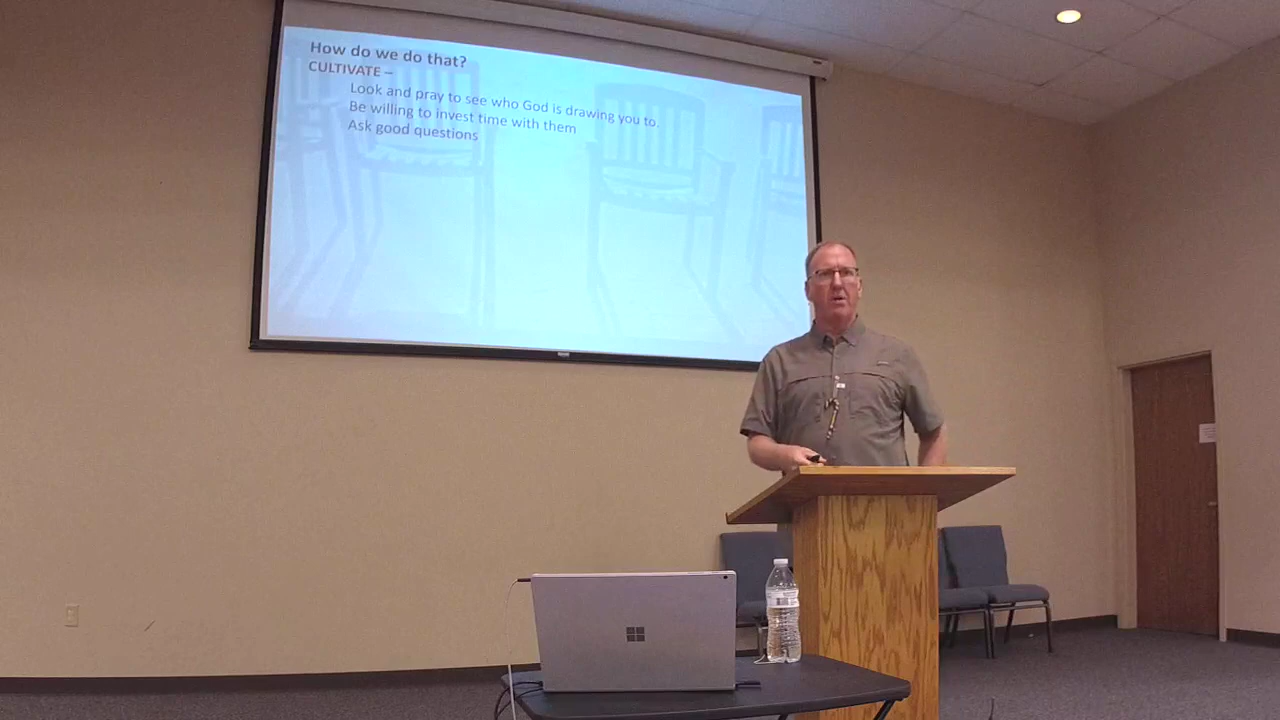 How do we do that?
CULTIVATE –
Look and pray to see who God is drawing you to.
Be willing to invest time with them
Ask good questions